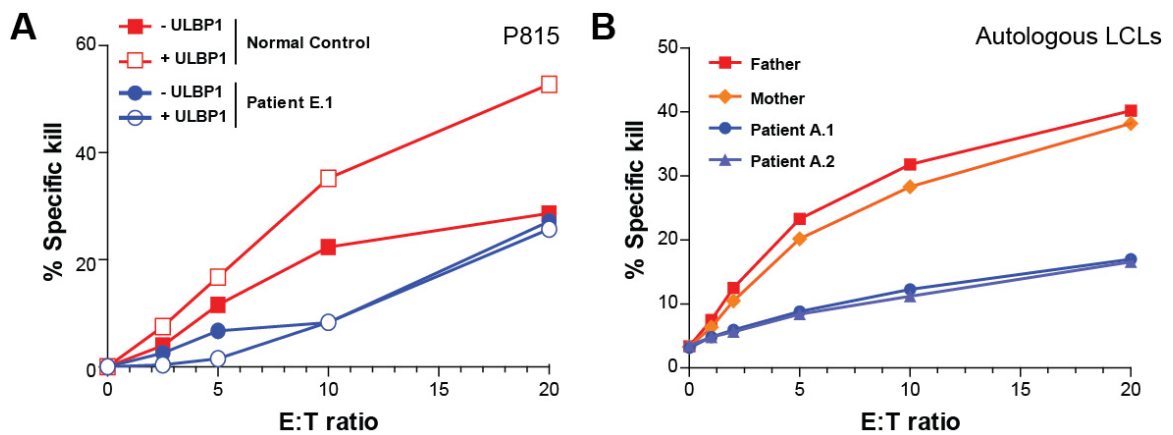 A
P815
- ULBP1
+ ULBP1
Normal Control
- ULBP1
+ ULBP1
Patient E.1
60
40
20
0
% Specific kill
0 5 10 15 20
E:T ratio
B
Autologous LCLs
Father
Mother
Patient A.1
Patient A.2
50
40
30
20
10
0
% Specific kill
0 5 10 15 20
E:T ratio